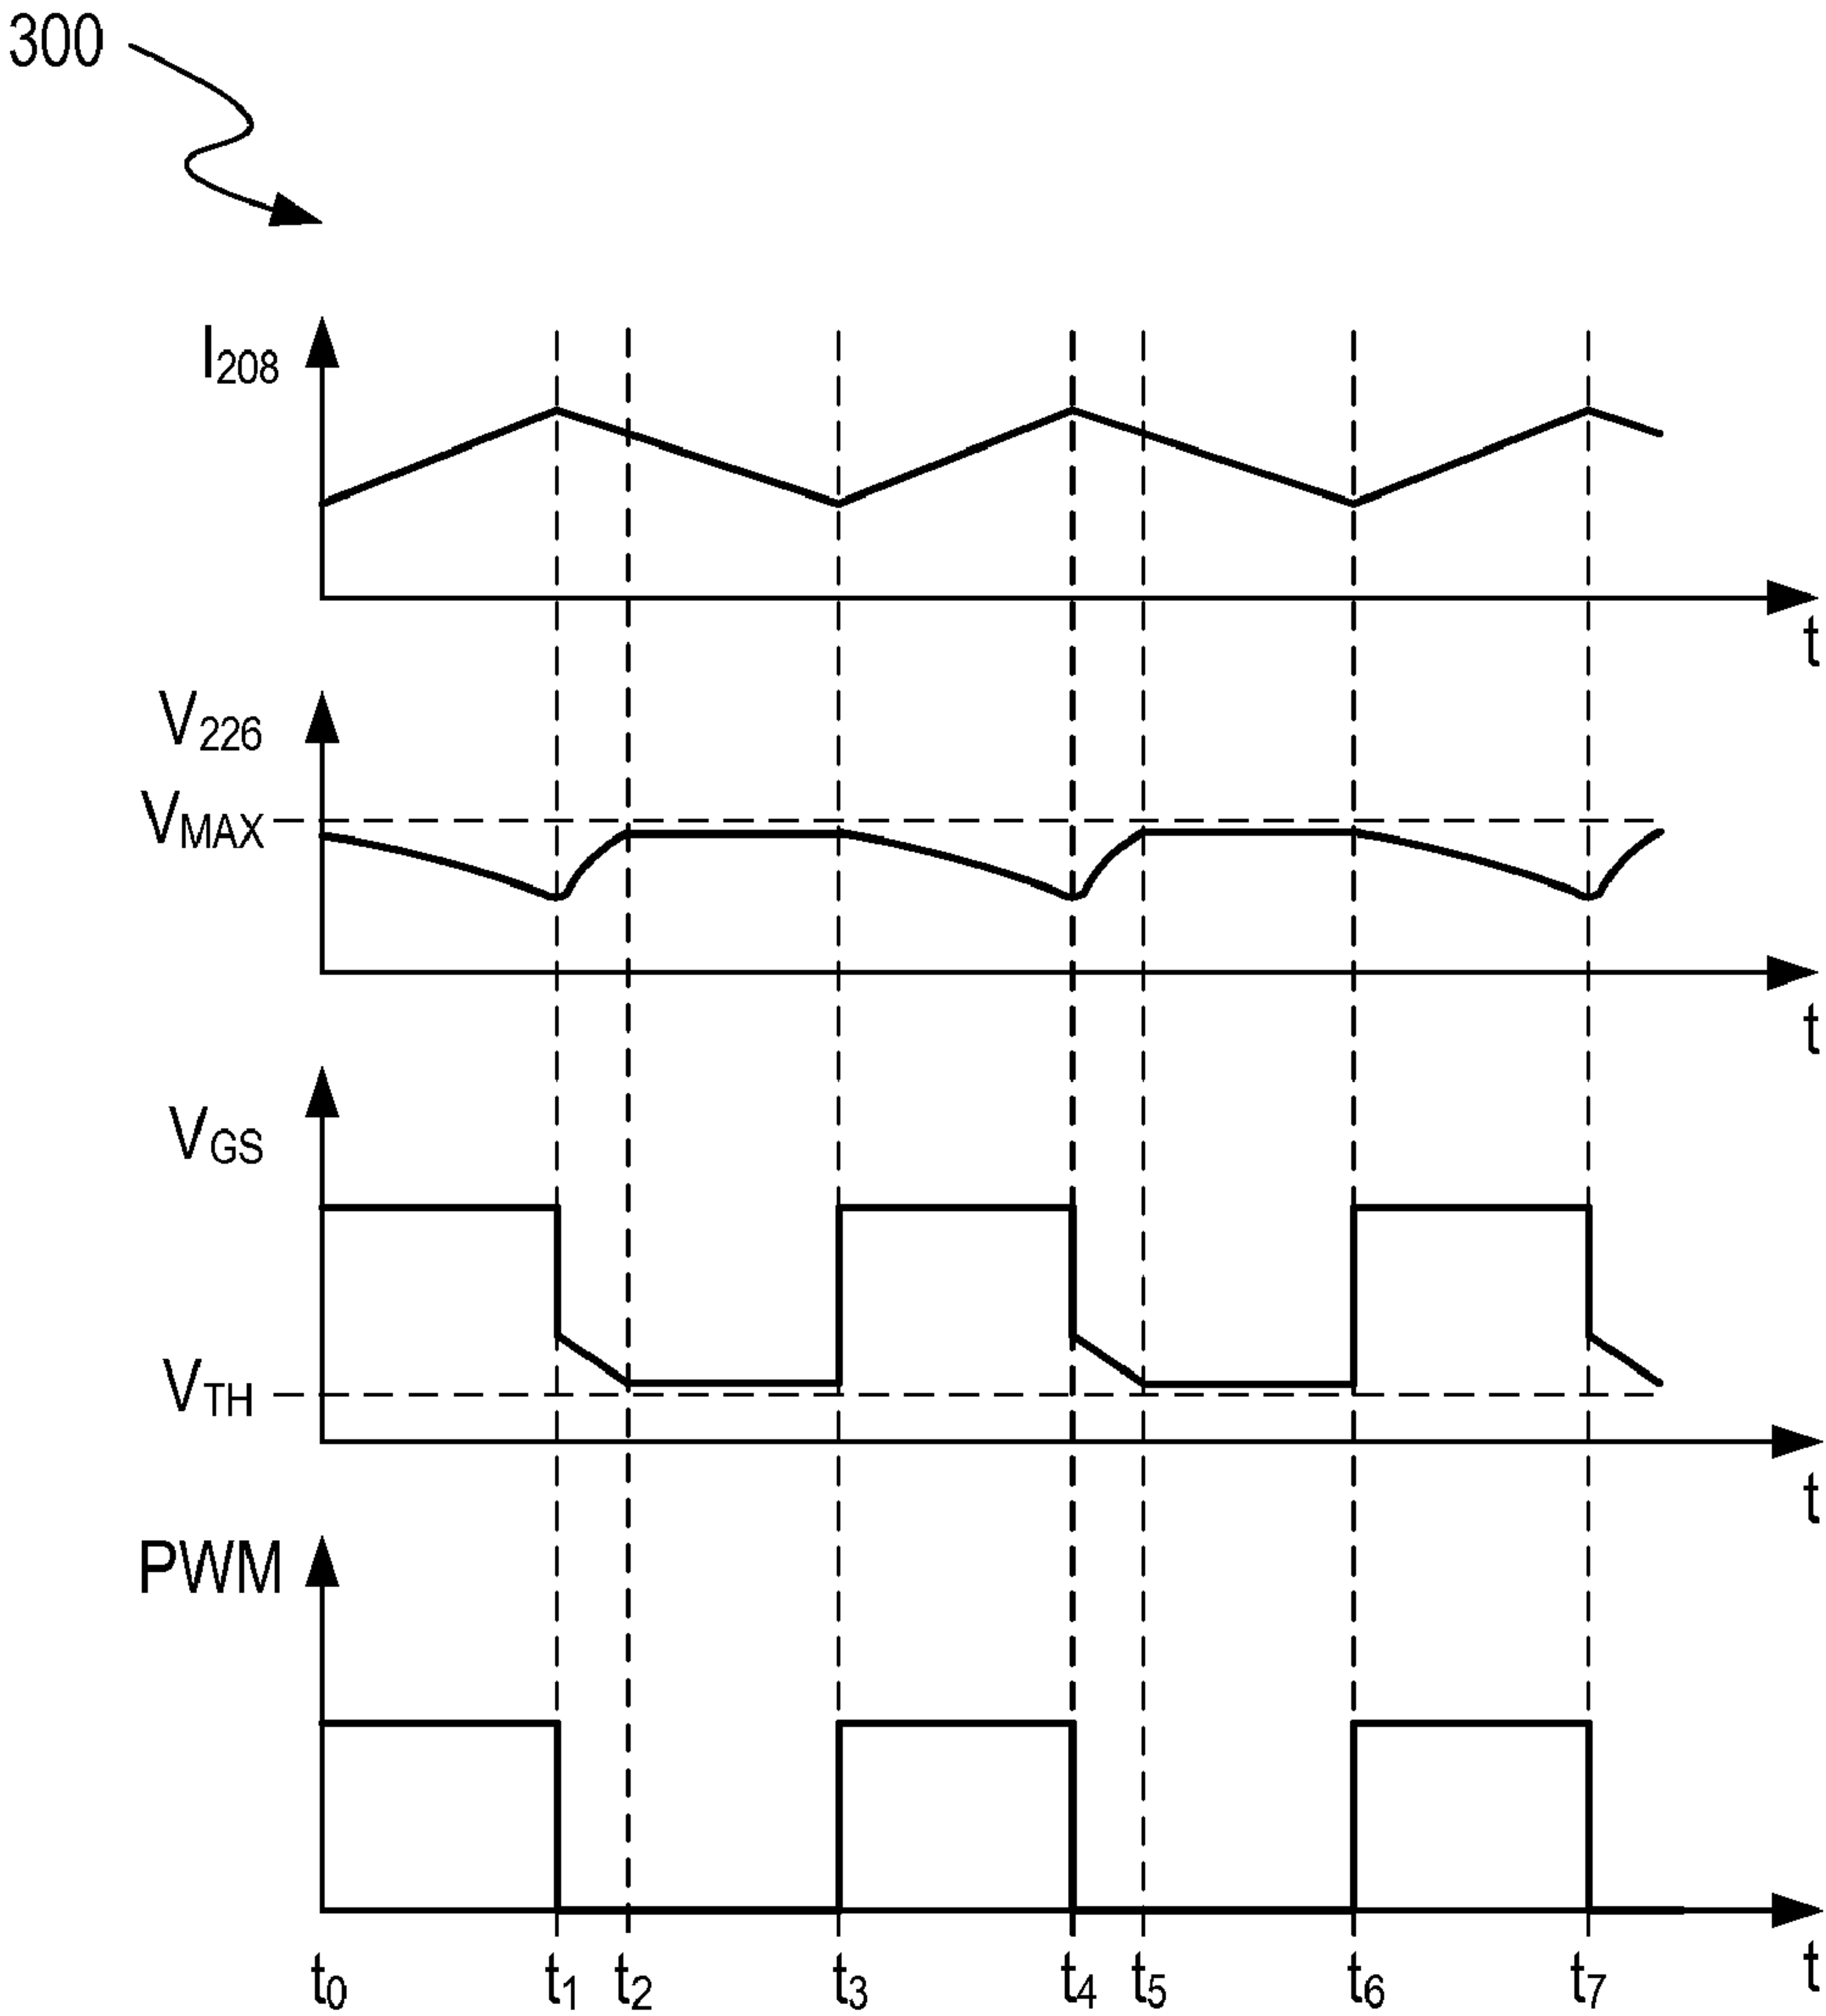 300
I208
t
V226
VMAX
t
VGS
VTH
t
PWM
t0 t1 t2 t3 t4 t5 t6 t7 t